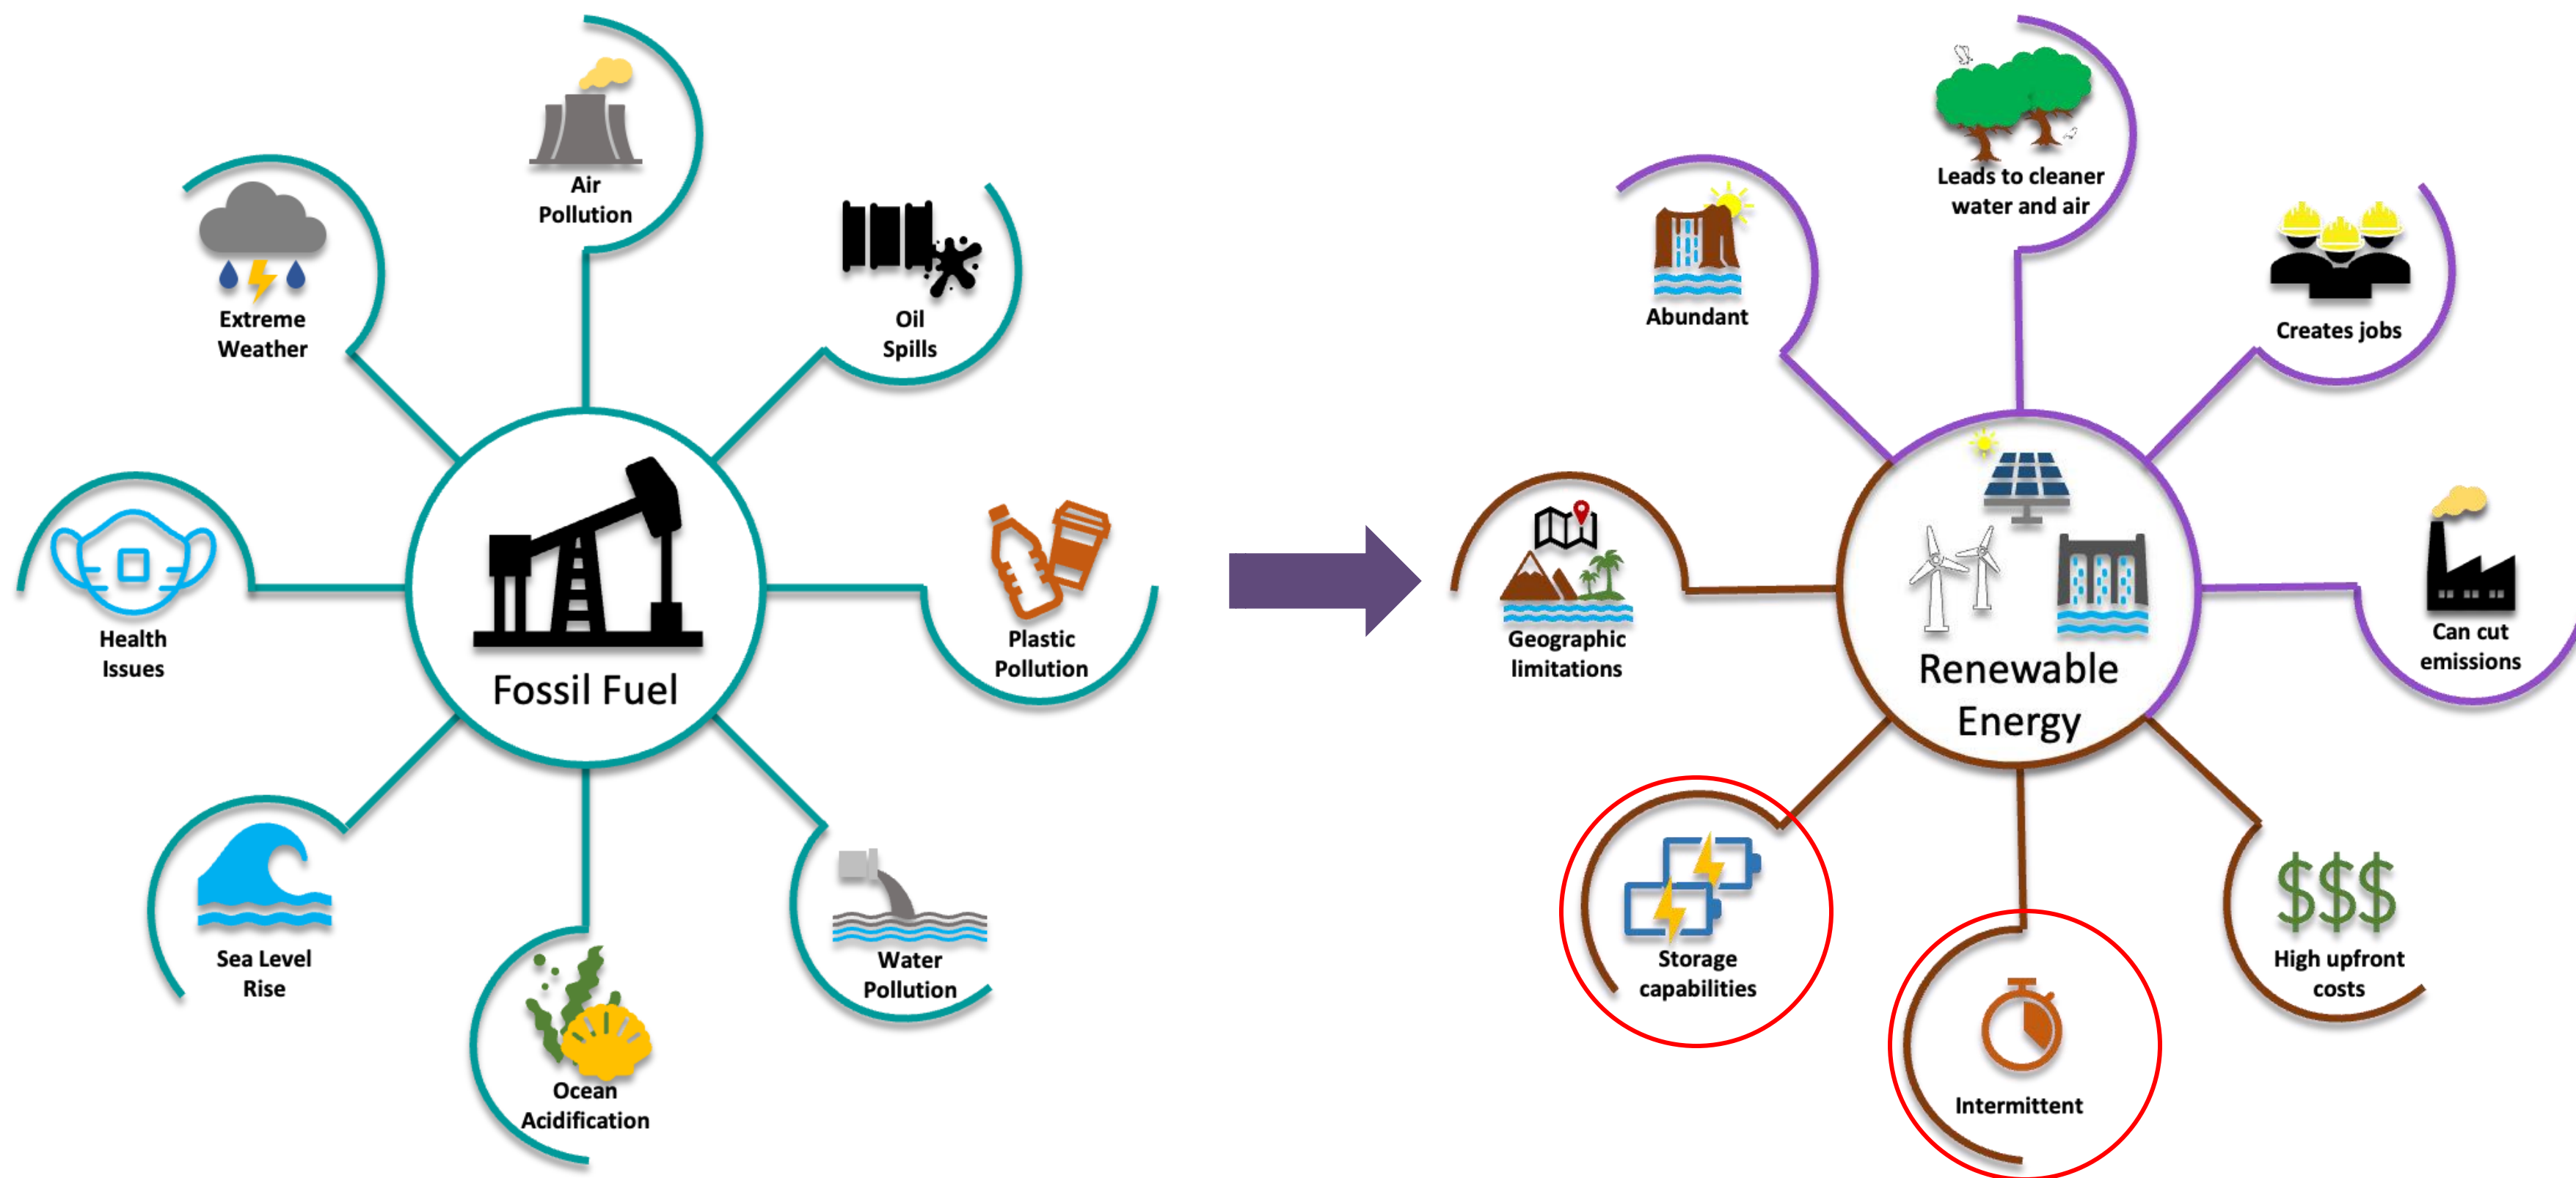 Air
Pollution
Extreme
Weather
Oil
Spills
Health
Issues
Fossil Fuel
Plastic
Pollution
Sea Level
Rise
Water
Pollution
Ocean
Acidification
Leads to cleaner
water and air
Abundant
Creates jobs
Geographic
limitations
Renewable
Energy
Can cut
emissions
Storage
capabilities
$$$
High upfront
costs
Intermittent